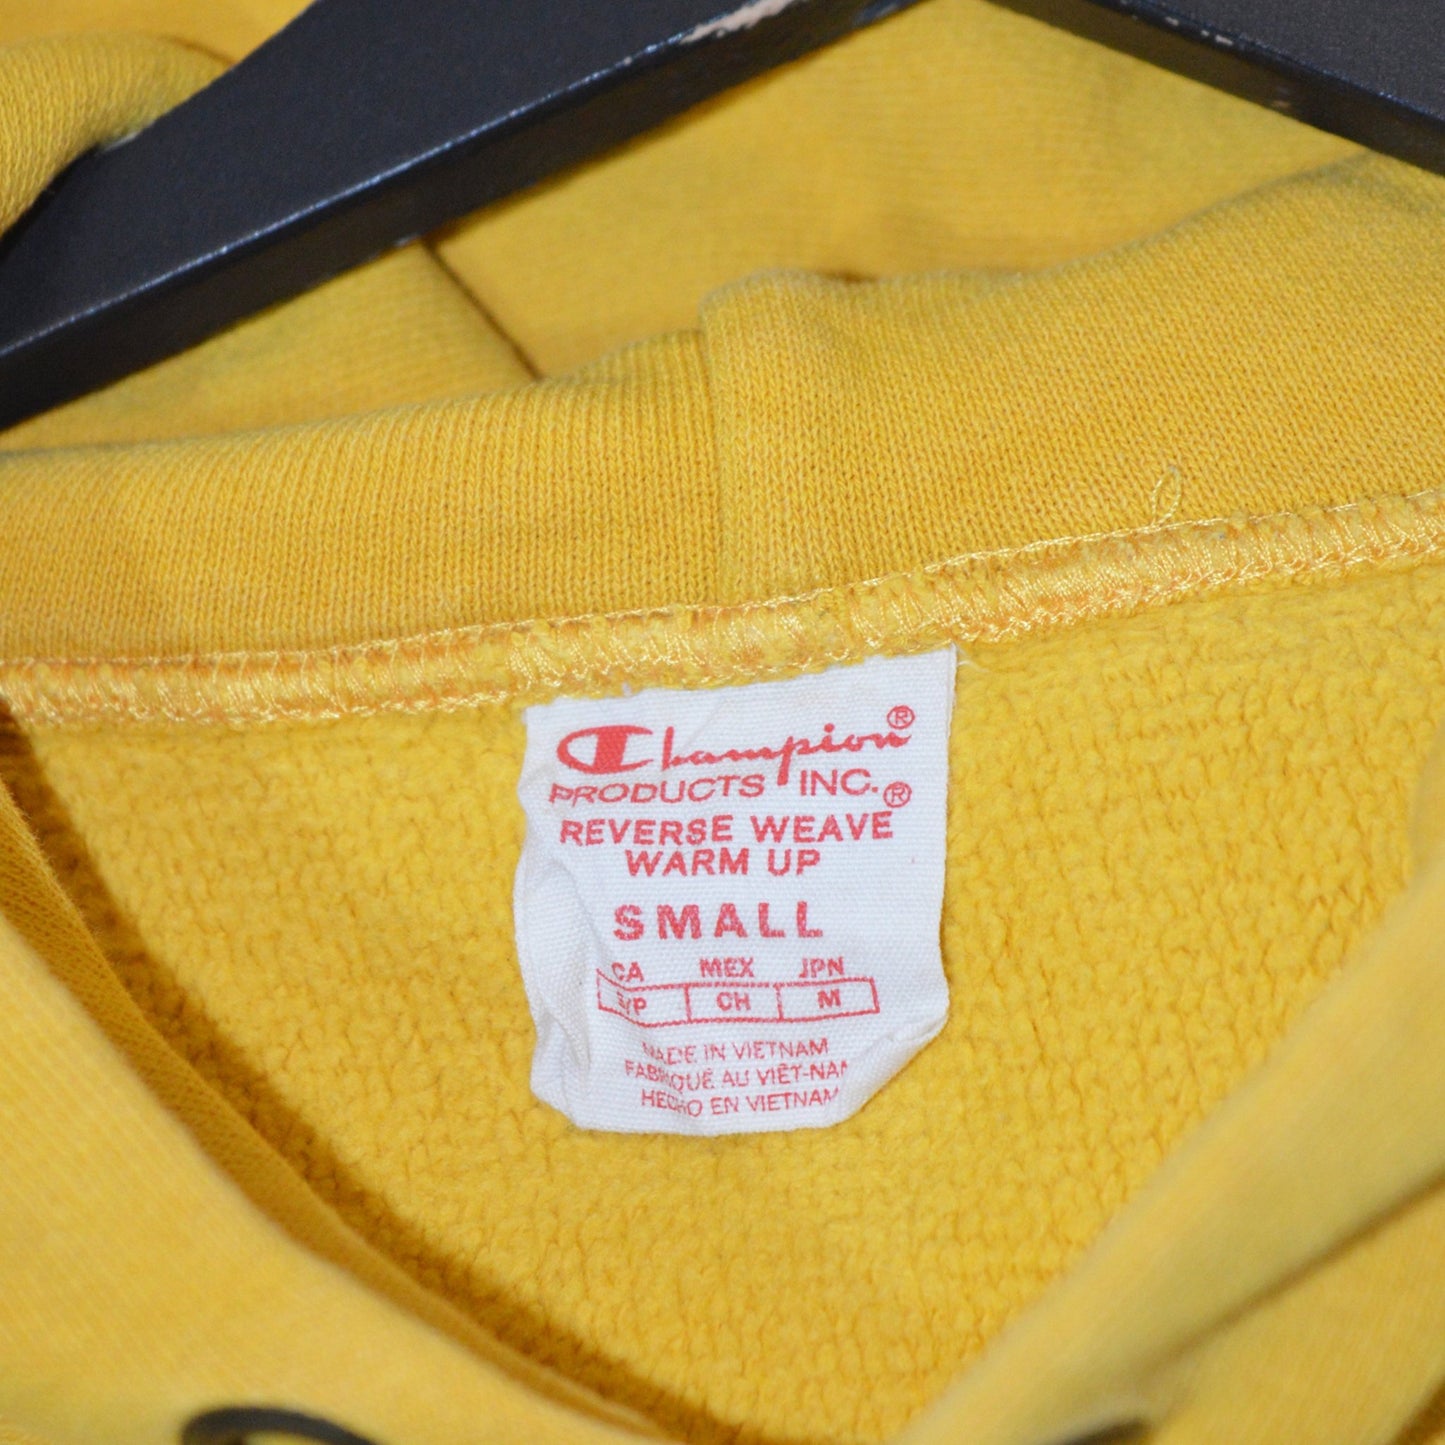 Champion®
PRODUCTS INC.®
REVERSE WEAVE
WARM UP
SMALL
CA MEX JPN
S/P CH M
MADE IN VIETNAM
FABRIQUÉ AU VIÊT-NAM
HECHO EN VIETNAM